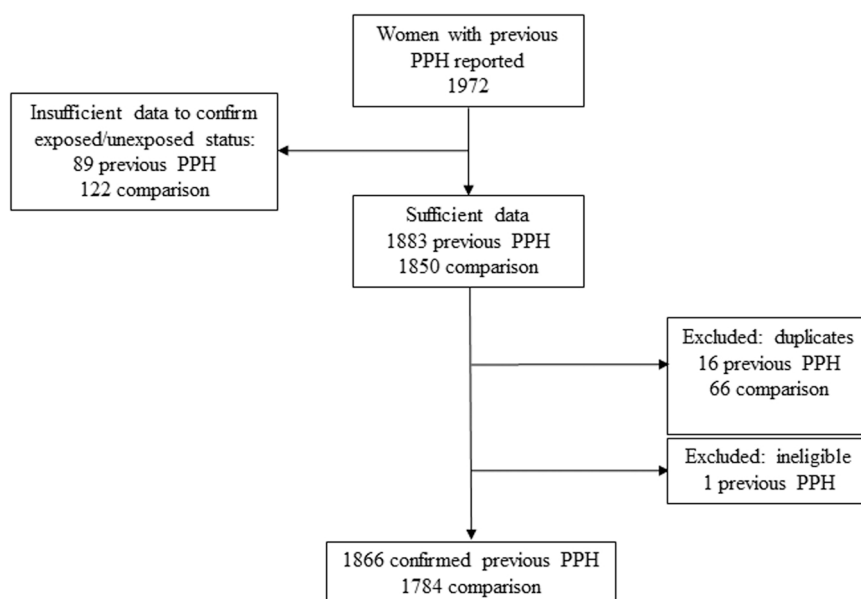 Women with previous
PPH reported
1972
Insufficient data to confirm
exposed/unexposed status:
89 previous PPH
122 comparison
Sufficient data
1883 previous PPH
1850 comparison
Excluded: duplicates
16 previous PPH
66 comparison
Excluded: ineligible
1 previous PPH
1866 confirmed previous PPH
1784 comparison